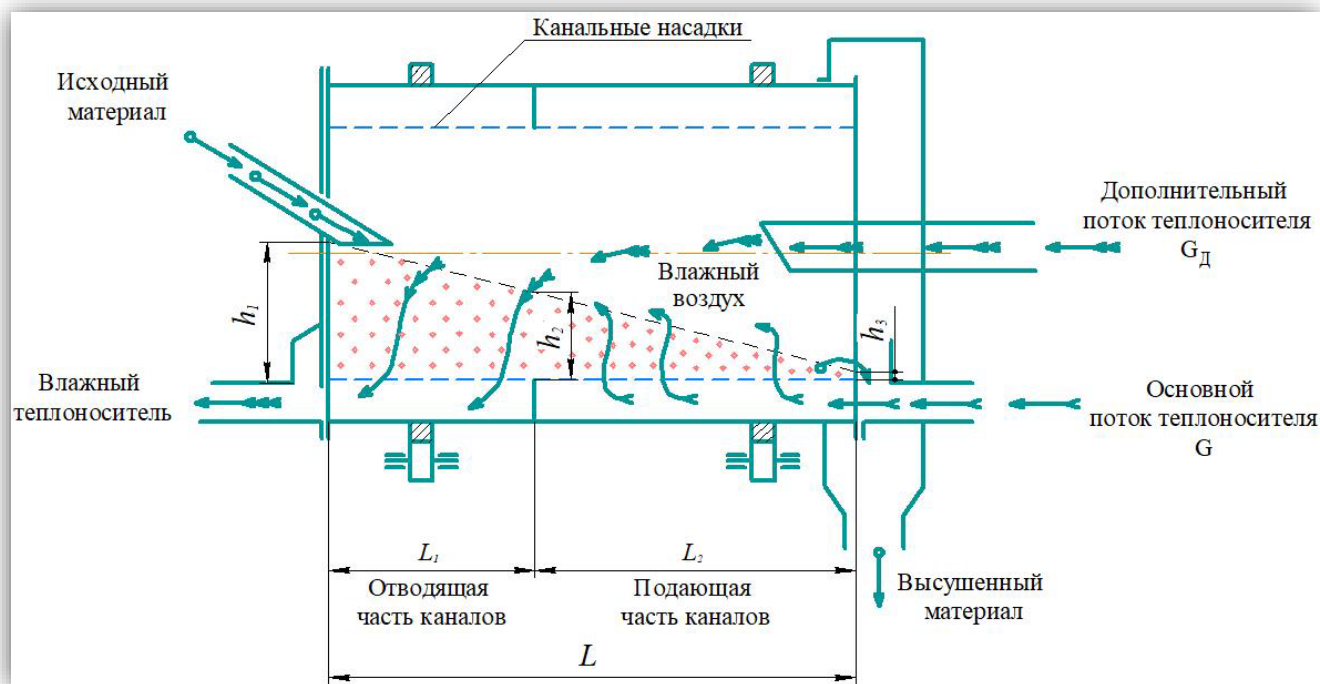 Канальные насадки
Исходный
материал
Дополнительный
поток теплоносителя
GД
Влажный
воздух
h1
h2
h3
Влажный
теплоноситель
Основной
поток теплоносителя
G
L1
L2
Отводящая
часть каналов
Подающая
часть каналов
Высушенный
материал
L